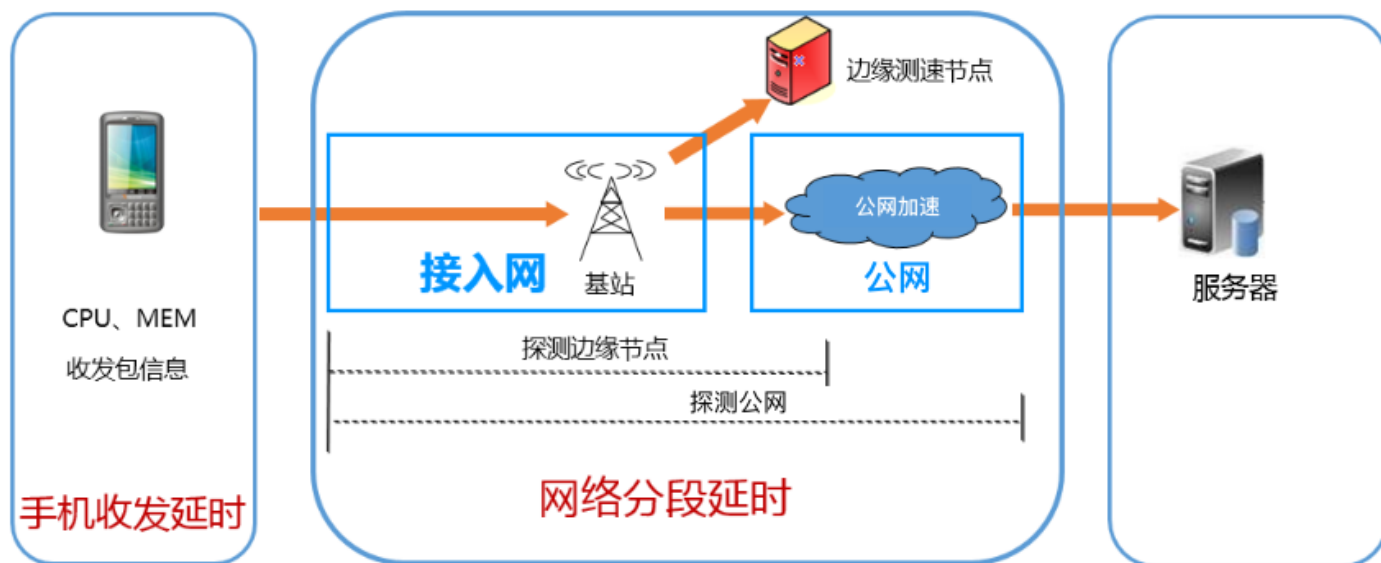 边缘测速节点
公网加速
接入网
基站
公网
服务器
CPU、MEM
收发包信息
探测边缘节点
探测公网
手机收发延时
网络分段延时